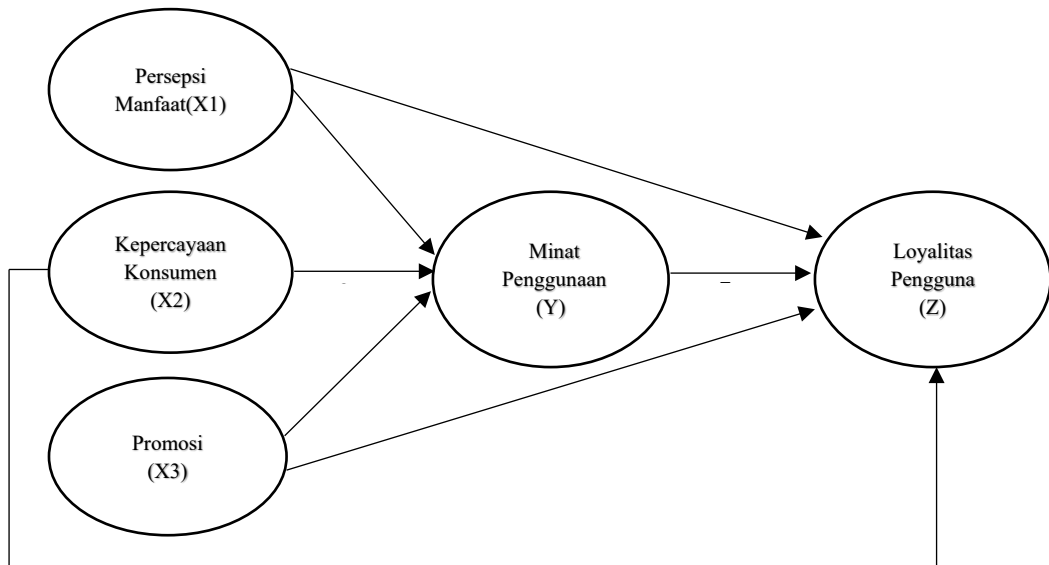 Persepsi
Manfaat(X1)
Kepercayaan
Konsumen
(X2)
Promosi
(X3)
Minat
Penggunaan
(Y)
Loyalitas
Pengguna
(Z)